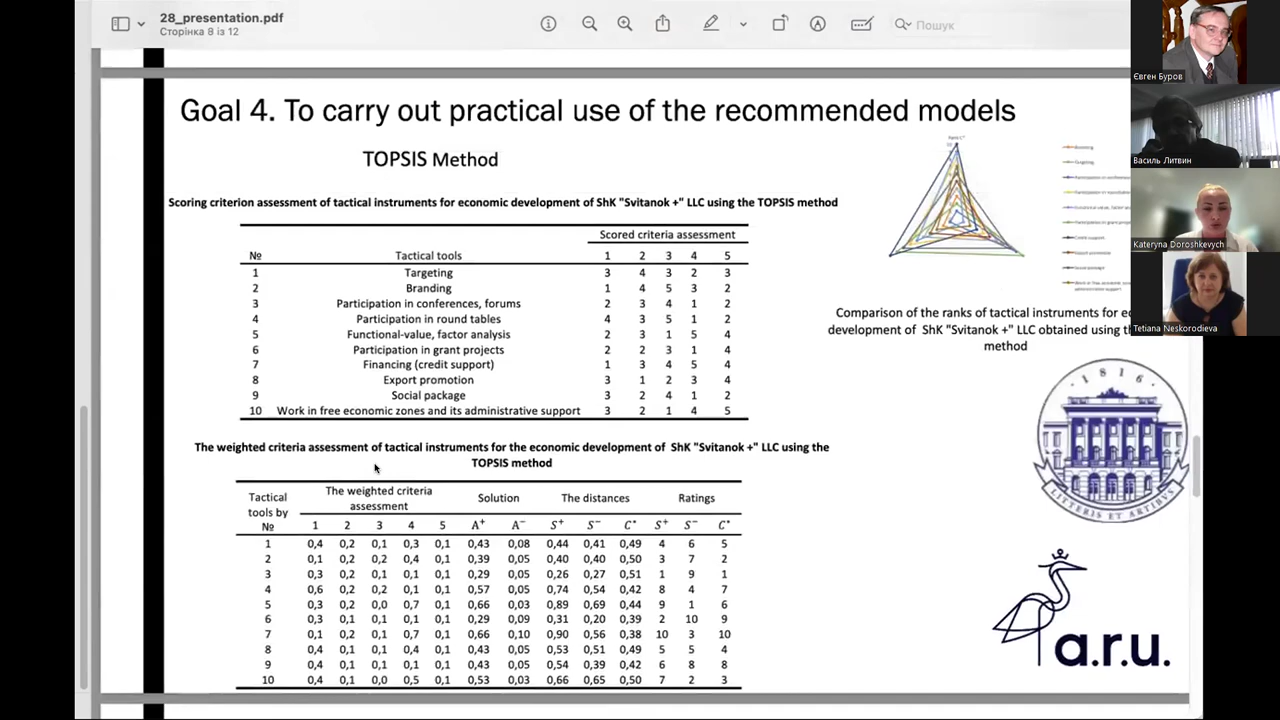 28_presentation.pdf
Сторінка 8 із 12
Пошук
Goal 4. To carry out practical use of the recommended models
TOPSIS Method
Scoring criterion assessment of tactical instruments for economic development of ShK "Svitanok +" LLC using the TOPSIS method
Scored criteria assessment
№ Tactical tools 1 2 3 4 5
1 Targeting 3 4 3 2 3
2 Branding 1 4 5 3 2
3 Participation in conferences, forums 2 3 4 1 2
4 Participation in round tables 4 3 5 1 2
5 Functional-value, factor analysis 2 3 1 5 4
6 Participation in grant projects 2 2 3 1 4
7 Financing (credit support) 1 3 4 5 4
8 Export promotion 3 1 2 3 4
9 Social package 3 2 4 1 2
10 Work in free economic zones and its administrative support 3 2 1 4 5
The weighted criteria assessment of tactical instruments for the economic development of ShK "Svitanok +" LLC using the
TOPSIS method
Tactical tools by № The weighted criteria assessment Solution The distances Ratings
1 2 3 4 5 A⁺ A⁻ S⁺ S⁻ C* S⁺ S⁻ C*
1 0,4 0,2 0,1 0,3 0,1 0,43 0,08 0,44 0,41 0,49 4 6 5
2 0,1 0,2 0,2 0,4 0,1 0,39 0,05 0,40 0,40 0,50 3 7 2
3 0,3 0,2 0,1 0,1 0,1 0,29 0,05 0,26 0,27 0,51 1 9 1
4 0,6 0,2 0,2 0,1 0,1 0,57 0,05 0,74 0,54 0,42 8 4 7
5 0,3 0,2 0,0 0,7 0,1 0,66 0,03 0,89 0,69 0,44 9 1 6
6 0,3 0,1 0,1 0,1 0,1 0,29 0,09 0,31 0,20 0,39 2 10 9
7 0,1 0,2 0,1 0,7 0,1 0,66 0,10 0,90 0,56 0,38 10 3 10
8 0,4 0,1 0,1 0,4 0,1 0,43 0,05 0,53 0,51 0,49 5 5 4
9 0,4 0,1 0,1 0,1 0,1 0,43 0,05 0,54 0,39 0,42 6 8 8
10 0,4 0,1 0,0 0,5 0,1 0,53 0,03 0,66 0,65 0,50 7 2 3
Comparison of the ranks of tactical instruments for
development of ShK "Svitanok +" LLC obtained using
method
1816
LITTERIS ET ARTIBUS
a.r.u.
Євген Буров
Василь Литвин
Kateryna Doroshkevych
Tetiana Neskorodieva